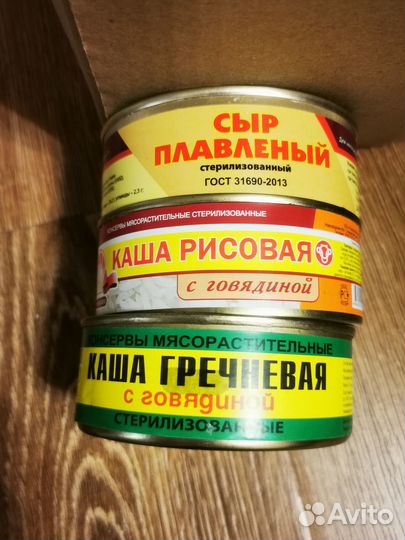 СЫР
ПЛАВЛЕНЫЙ
стерилизованный
ГОСТ 31690-2013
КОНСЕРВЫ МЯСОРАСТИТЕЛЬНЫЕ СТЕРИЛИЗОВАННЫЕ
КАША РИСОВАЯ
с говядиной
КОНСЕРВЫ МЯСОРАСТИТЕЛЬНЫЕ
КАША ГРЕЧНЕВАЯ
с говядиной
СТЕРИЛИЗОВАННЫЕ
Avito